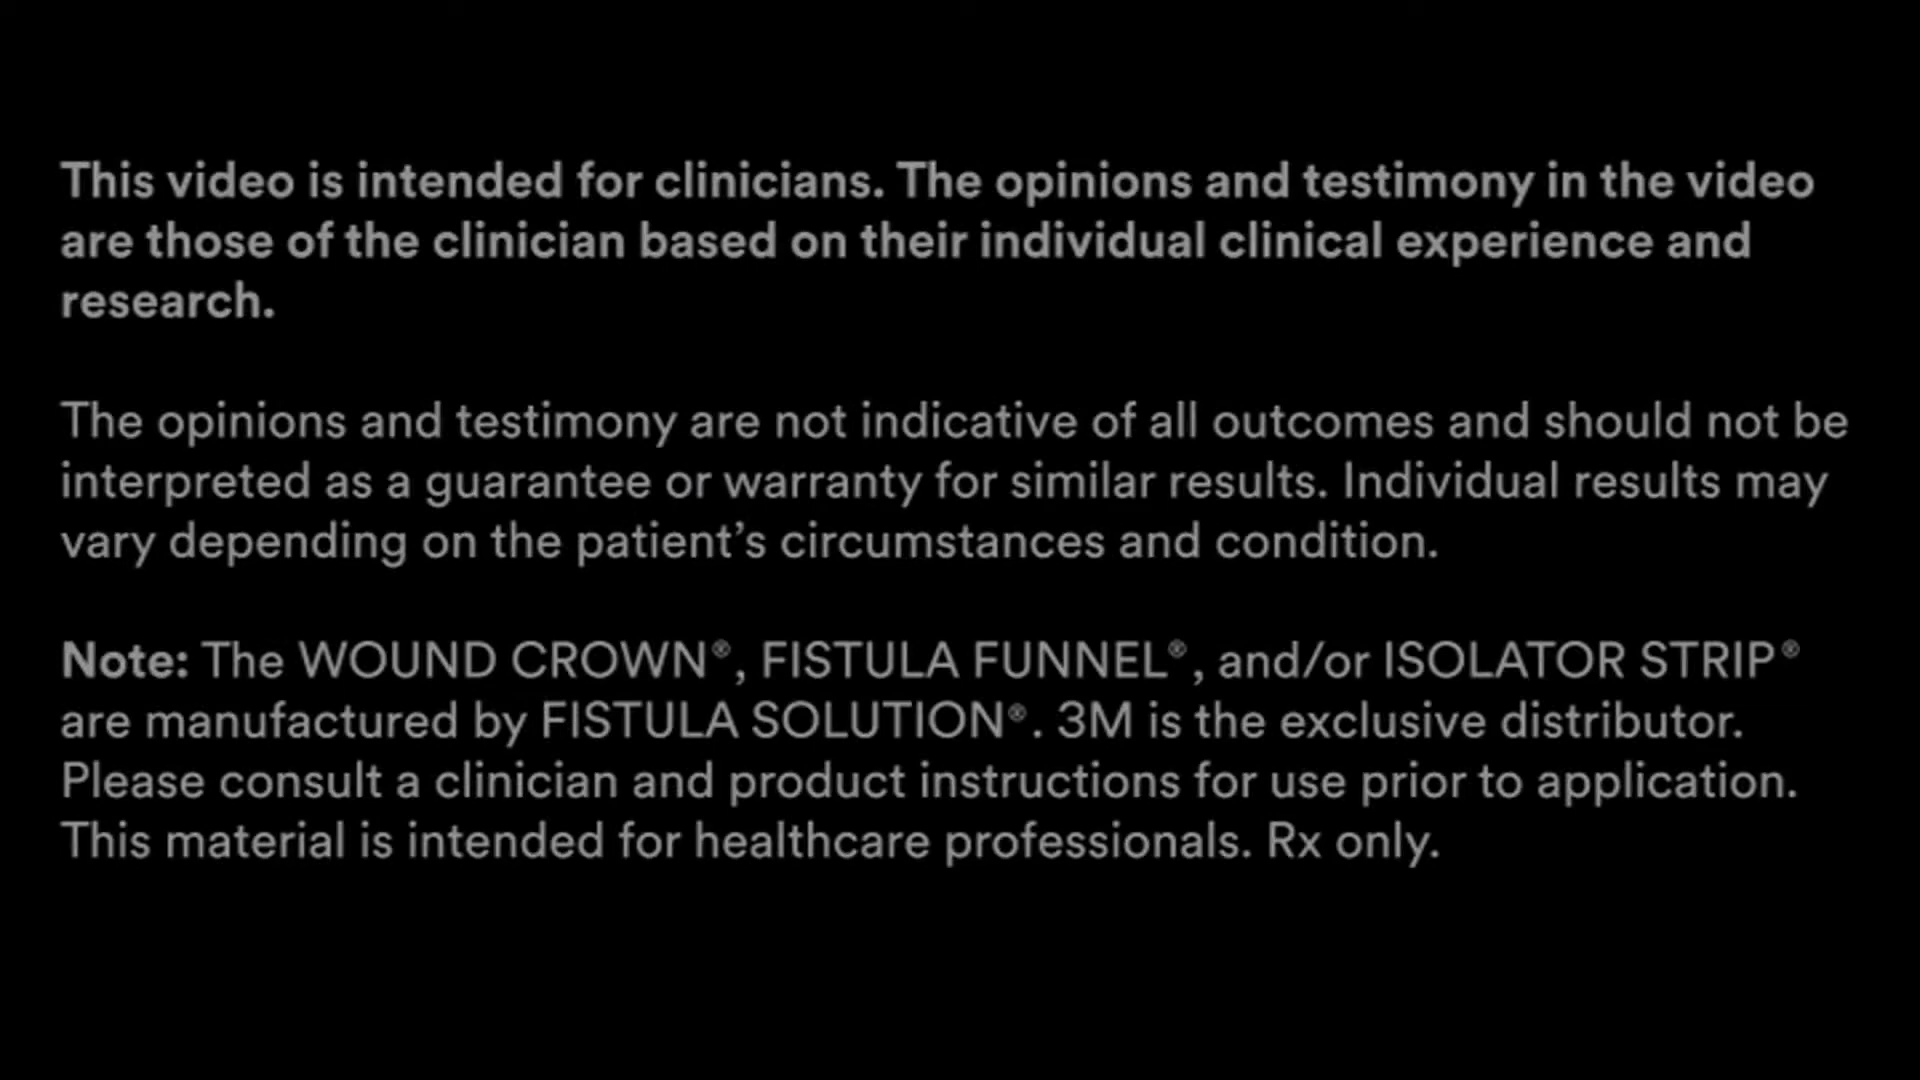 This video is intended for clinicians. The opinions and testimony in the video
are those of the clinician based on their individual clinical experience and
research.
The opinions and testimony are not indicative of all outcomes and should not be
interpreted as a guarantee or warranty for similar results. Individual results may
vary depending on the patient’s circumstances and condition.
Note: The WOUND CROWN®, FISTULA FUNNEL®, and/or ISOLATOR STRIP®
are manufactured by FISTULA SOLUTION®. 3M is the exclusive distributor.
Please consult a clinician and product instructions for use prior to application.
This material is intended for healthcare professionals. Rx only.